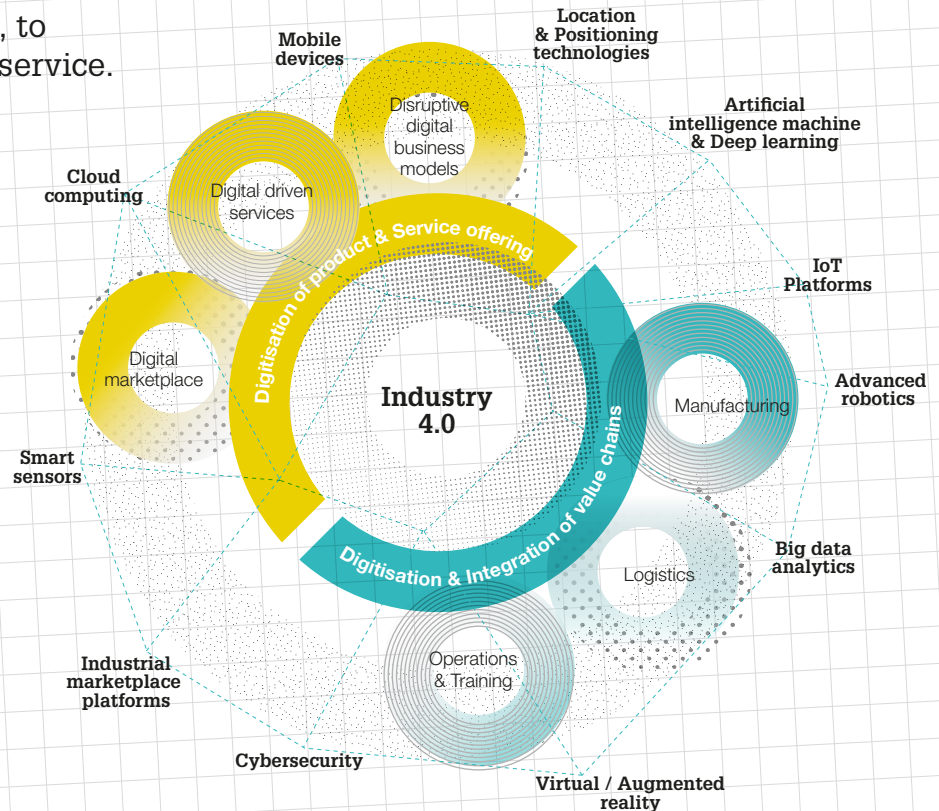 , to
service.
Mobile
devices
Location
& Positioning
technologies
Disruptive
digital
business
models
Artificial
intelligence machine
& Deep learning
Cloud
computing
Digital driven
services
Digitisation of product & Service offering
IoT
Platforms
Digital
marketplace
Industry
4.0
Manufacturing
Advanced
robotics
Smart
sensors
Digitisation & Integration of value chains
Big data
analytics
Logistics
Operations
& Training
Industrial
marketplace
platforms
Cybersecurity
Virtual / Augmented
reality